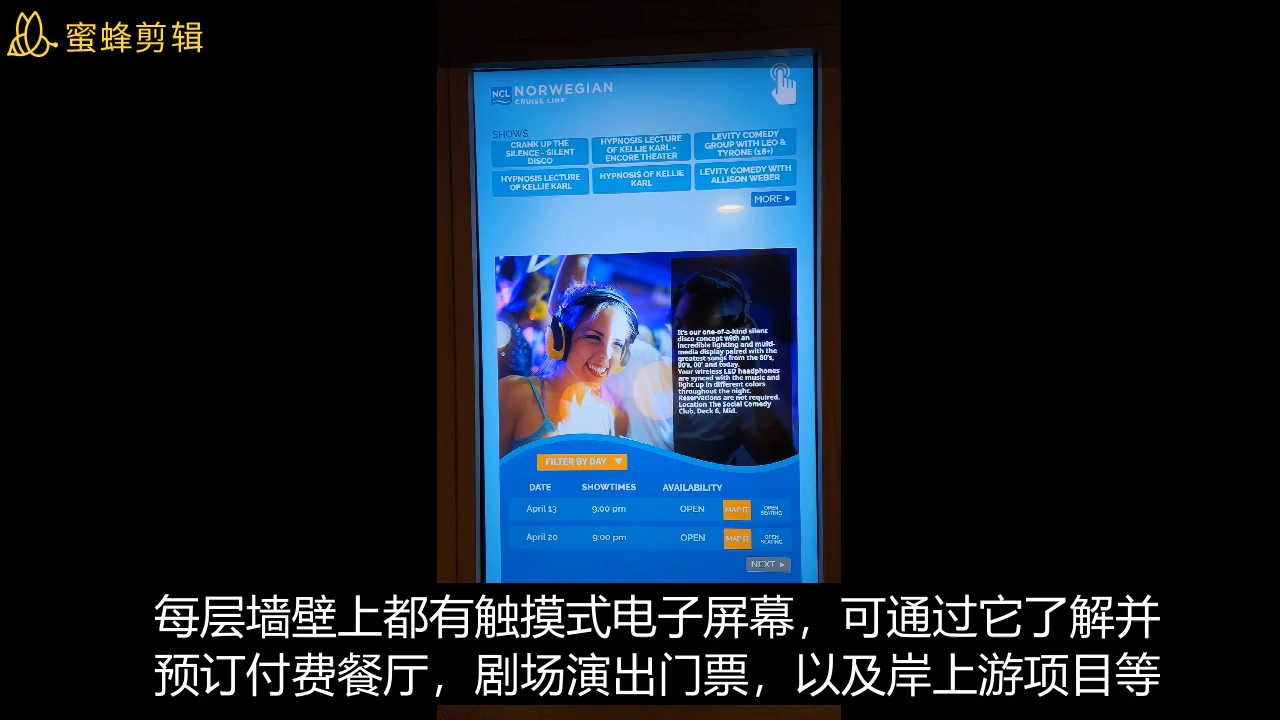 蜜蜂剪辑
NCL NORWEGIAN
CRUISE LINE
SHOWS
CRANK UP THE
SILENCE - SILENT
DISCO
HYPNOSIS LECTURE
OF KELLIE KARL -
ENCORE THEATER
LEVITY COMEDY
GROUP WITH LEO &
TYRONE (18+)
HYPNOSIS LECTURE
OF KELLIE KARL
HYPNOSIS OF KELLIE
KARL
LEVITY COMEDY WITH
ALLISON WEBER
MORE
It's our one-of-a-kind silent
disco concept with an
incredible lighting and multi-
media display paired with the
greatest songs from the 80's,
90's, 00' and today.
Your wireless LED headphones
are synced with the music and
light up in different colors
throughout the night.
Reservations are not required.
Location The Social Comedy
Club, Deck 6, Mid.
FILTER BY DAY
DATE SHOWTIMES AVAILABILITY
April 13 9:00 pm OPEN MAP IT OPEN SEATING
April 20 9:00 pm OPEN MAP IT OPEN SEATING
NEXT
每层墙壁上都有触摸式电子屏幕，可通过它了解并
预订付费餐厅，剧场演出门票，以及岸上游项目等